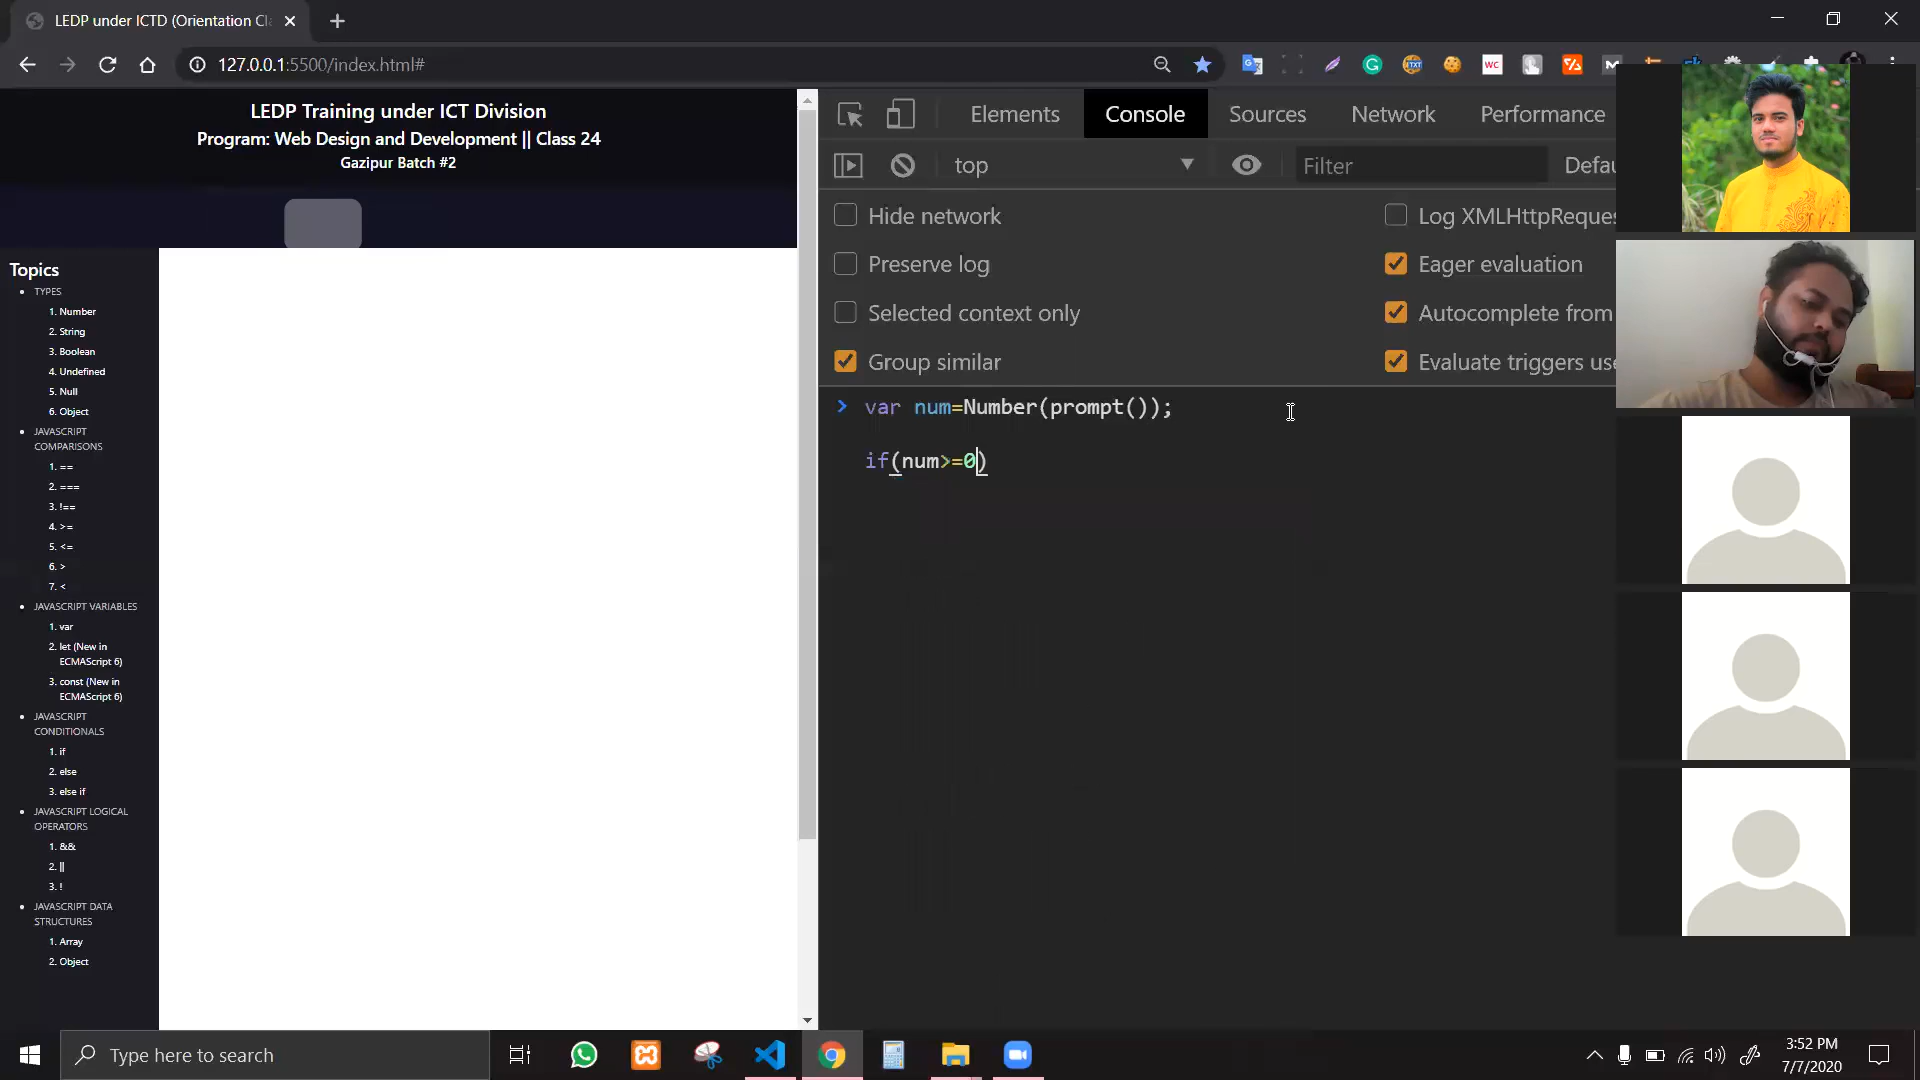 LEDP under ICTD (Orientation Cl
127.0.0.1:5500/index.html#
LEDP Training under ICT Division
Program: Web Design and Development || Class 24
Gazipur Batch #2
Topics
TYPES
1. Number
2. String
3. Boolean
4. Undefined
5. Null
6. Object
JAVASCRIPT
COMPARISONS
1. ==
2. ===
3. !==
4. >=
5. <=
6. >
7. <
JAVASCRIPT VARIABLES
1. var
2. let (New in
ECMAScript 6)
3. const (New in
ECMAScript 6)
JAVASCRIPT
CONDITIONALS
1. if
2. else
3. else if
JAVASCRIPT LOGICAL
OPERATORS
1. &&
2. ||
3. !
JAVASCRIPT DATA
STRUCTURES
1. Array
2. Object
Elements Console Sources Network Performance
top Filter Defau
Hide network Log XMLHttpReques
Preserve log Eager evaluation
Selected context only Autocomplete from
Group similar Evaluate triggers use
var num=Number(prompt());
if(num>=0)
Type here to search
3:52 PM
7/7/2020